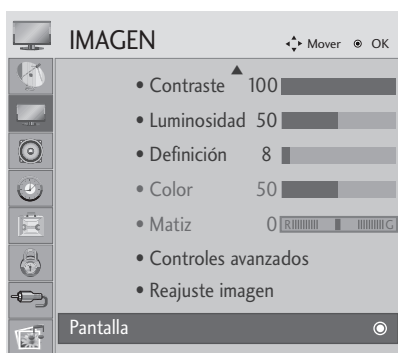 IMAGEN Mover OK
• Contraste 100
• Luminosidad 50
• Definición 8
• Color 50
• Matiz 0 R G
• Controles avanzados
• Reajuste imagen
Pantalla